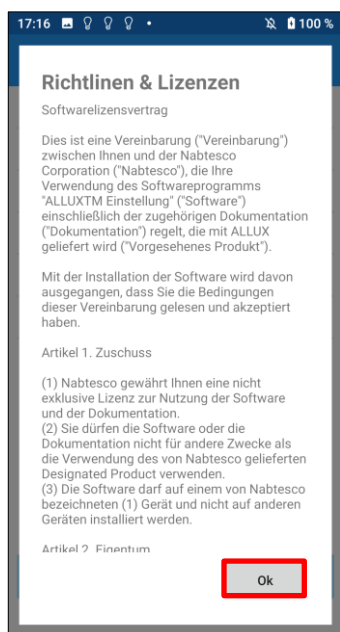 17:16 100 %
Richtlinen & Lizenzen
Softwarelizensvertrag
Dies ist eine Vereinbarung ("Vereinbarung")
zwischen Ihnen und der Nabtesco
Corporation ("Nabtesco"), die Ihre
Verwendung des Softwareprogramms
"ALLUXTM Einstellung" ("Software")
einschließlich der zugehörigen Dokumentation
("Dokumentation") regelt, die mit ALLUX
geliefert wird ("Vorgesehenes Produkt").
Mit der Installation der Software wird davon
ausgegangen, dass Sie die Bedingungen
dieser Vereinbarung gelesen und akzeptiert
haben.
Artikel 1. Zuschuss
(1) Nabtesco gewährt Ihnen eine nicht
exklusive Lizenz zur Nutzung der Software
und der Dokumentation.
(2) Sie dürfen die Software oder die
Dokumentation nicht für andere Zwecke als
die Verwendung des von Nabtesco gelieferten
Designated Product verwenden.
(3) Die Software darf auf einem von Nabtesco
bezeichneten (1) Gerät und nicht auf anderen
Geräten installiert werden.
Artikel 2. Eigentum
Ok